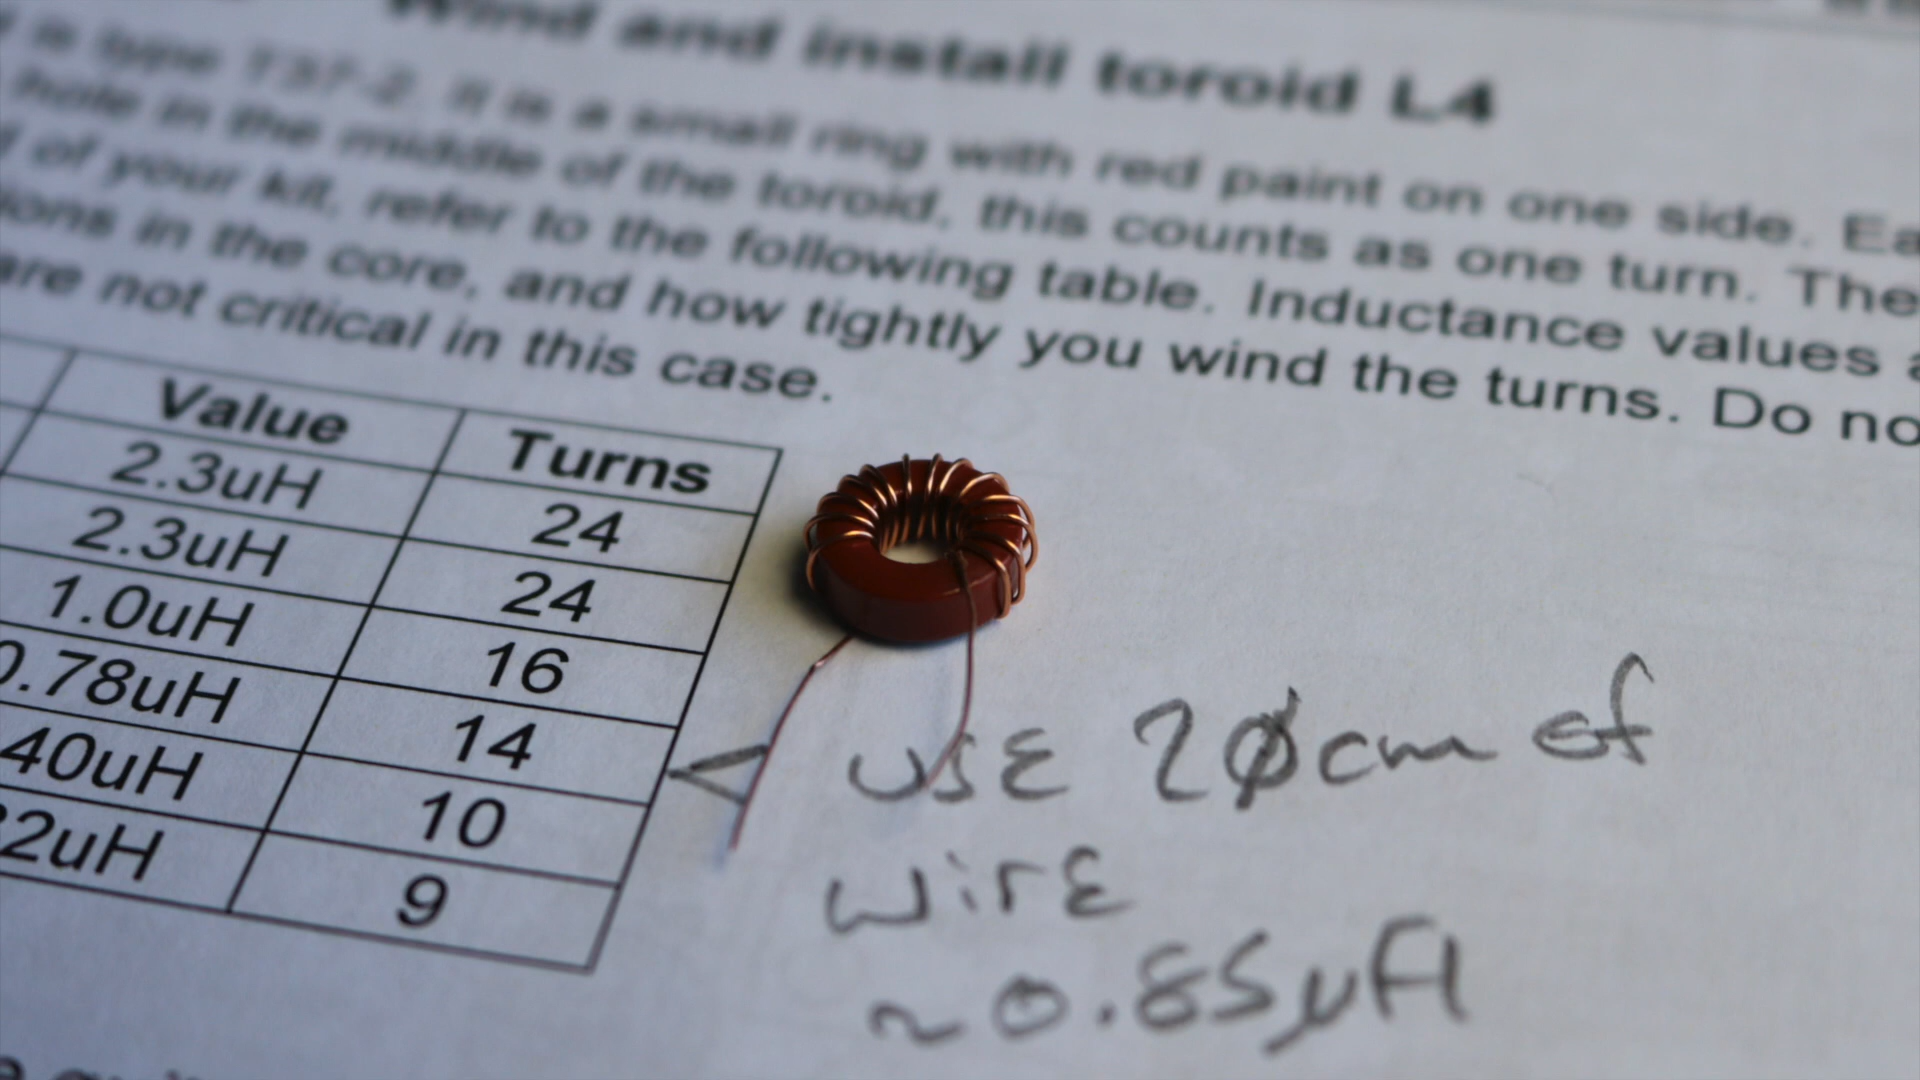 Wind and install toroid L4
is type T37-2. It is a small ring with red paint on one side. Ea
hole in the middle of the toroid, this counts as one turn. The
of your kit, refer to the following table. Inductance values a
ions in the core, and how tightly you wind the turns. Do no
are not critical in this case.
Value Turns
2.3uH 24
2.3uH 24
1.0uH 16
0.78uH 14
40uH 10
2uH 9
< USE 20cm of
wirE
~0.85µH